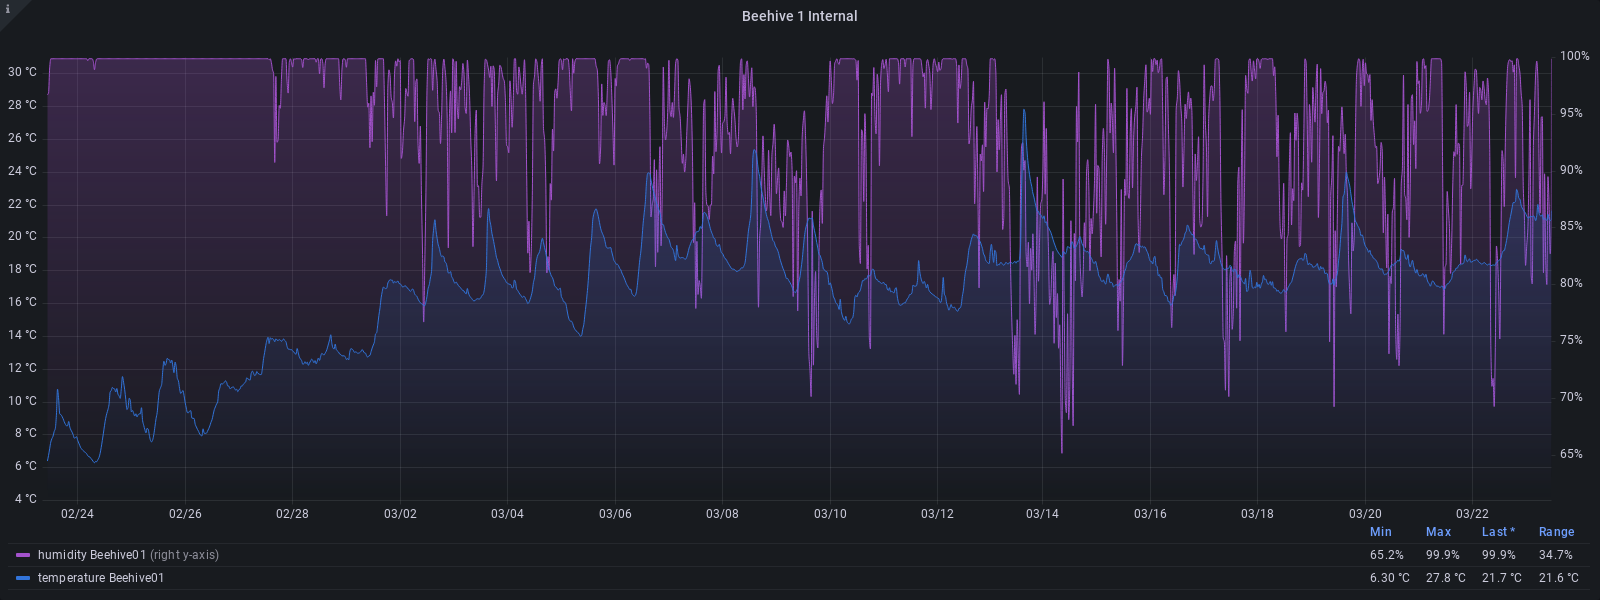 i
Beehive 1 Internal
30 °C
28 °C
26 °C
24 °C
22 °C
20 °C
18 °C
16 °C
14 °C
12 °C
10 °C
8 °C
6 °C
4 °C
100%
95%
90%
85%
80%
75%
70%
65%
02/24 02/26 02/28 03/02 03/04 03/06 03/08 03/10 03/12 03/14 03/16 03/18 03/20 03/22
Min Max Last * Range
humidity Beehive01 (right y-axis) 65.2% 99.9% 99.9% 34.7%
temperature Beehive01 6.30 °C 27.8 °C 21.7 °C 21.6 °C